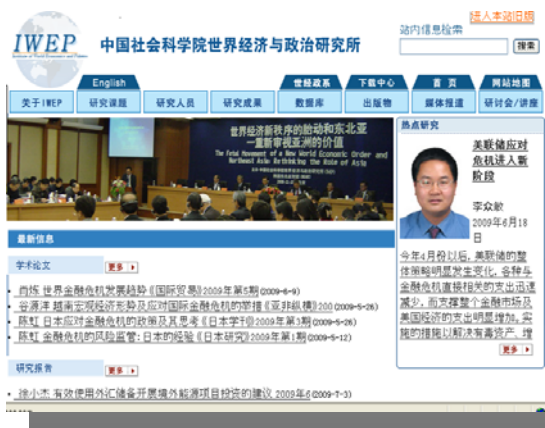 进入本站旧网
站内信息检索
IWEP 中国社会科学院世界经济与政治研究所
搜索
English 世经政系 下载中心 首 页 网站地图
关于IWEP 研究课题 研究人员 研究成果 数据库 出版物 媒体报道 研讨会/讲座
世界经济新秩序的胎动和东北亚
—重新审视亚洲的价值
The Fetal Movement of a New World Economic Order and
Northeast Asia Rethinking the Role of Asia
热点研究
美联储应对
危机进入新
阶段
李众敏
2009年6月18
日
今年4月份以后, 美联储的整
体策略明显发生变化, 各种与
金融危机直接相关的支出迅速
减少, 而支撑整个金融市场及
美国经济的支出明显增加, 实
施的措施以解决有毒资产、增
更多
最新信息
学术论文 更多
肖炼 世界金融危机发展趋势《国际贸易》2009年第5期(2009-6-9)
谷源洋 越南宏观经济形势及应对国际金融危机的举措《亚非纵横》200(2009-5-26)
陈虹 日本应对金融危机的政策及其思考《日本学刊》2009年第3期(2009-5-26)
陈虹 金融危机的风险监管：日本的经验《日本研究》2009年第1期(2009-5-12)
研究报告 更多
徐小杰 有效使用外汇储备开展境外能源项目投资的建议 2009年6(2009-7-3)